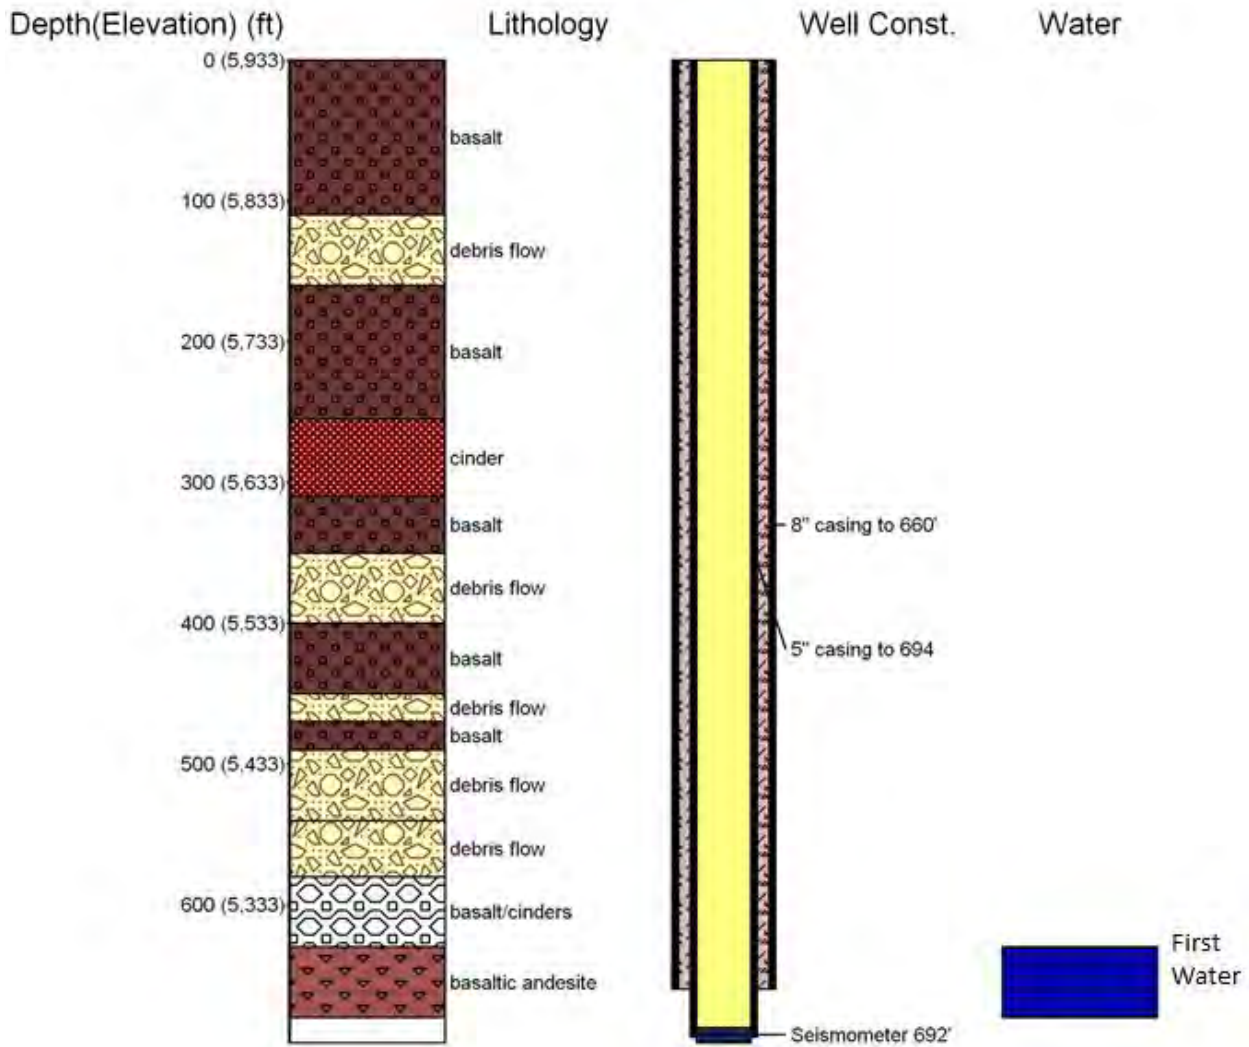 Depth(Elevation) (ft) Lithology Well Const. Water
0 (5,933)
basalt
100 (5,833)
debris flow
200 (5,733)
basalt
cinder
300 (5,633)
basalt
8" casing to 660'
debris flow
400 (5,533)
5" casing to 694
basalt
debris flow
basalt
500 (5,433)
debris flow
debris flow
600 (5,333)
basalt/cinders
First
Water
basaltic andesite
Seismometer 692'